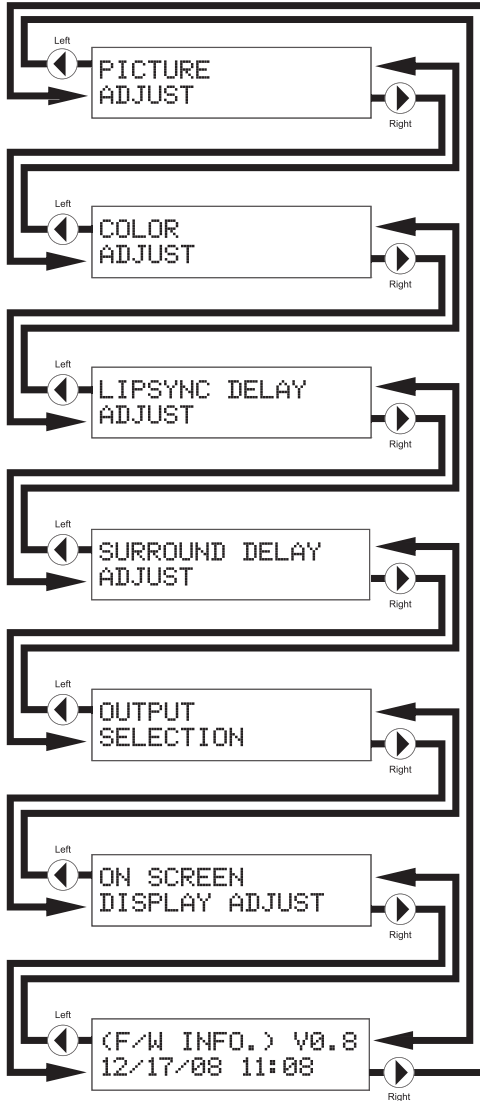 Left
PICTURE
ADJUST
Right
Left
COLOR
ADJUST
Right
Left
LIPSYNC DELAY
ADJUST
Right
Left
SURROUND DELAY
ADJUST
Right
Left
OUTPUT
SELECTION
Right
Left
ON SCREEN
DISPLAY ADJUST
Right
Left
(F/W INFO.) V0.8
12/17/08 11:08
Right